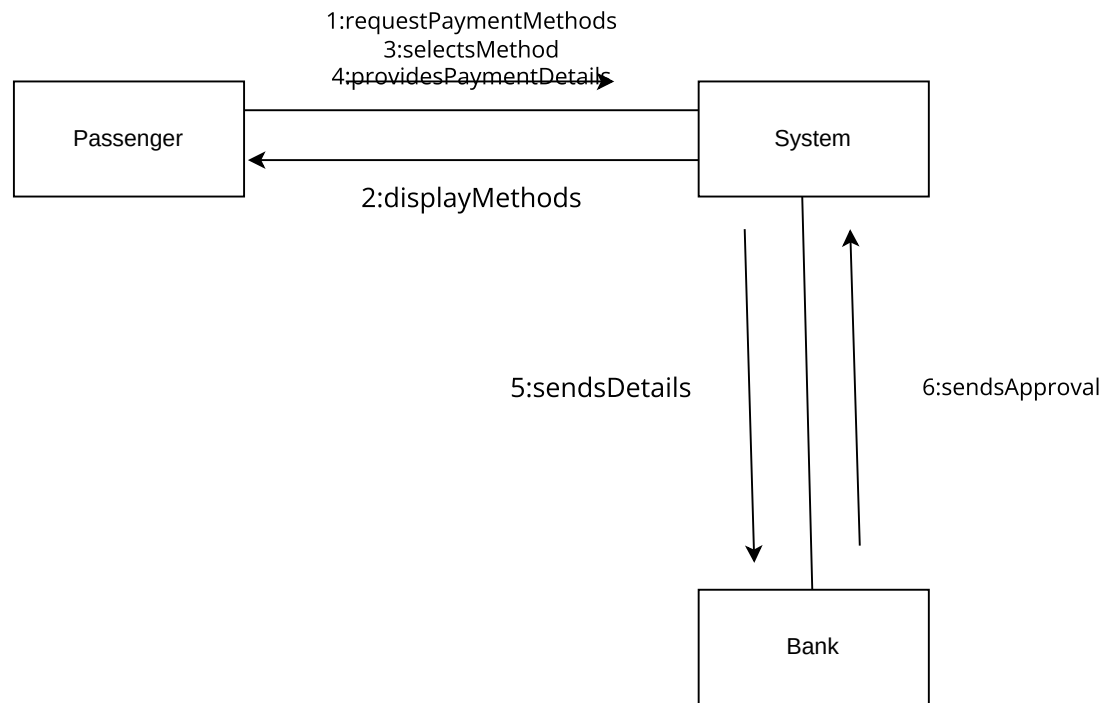 1:requestPaymentMethods
3:selectsMethod
4:providesPaymentDetails
Passenger
System
2:displayMethods
5:sendsDetails
6:sendsApproval
Bank